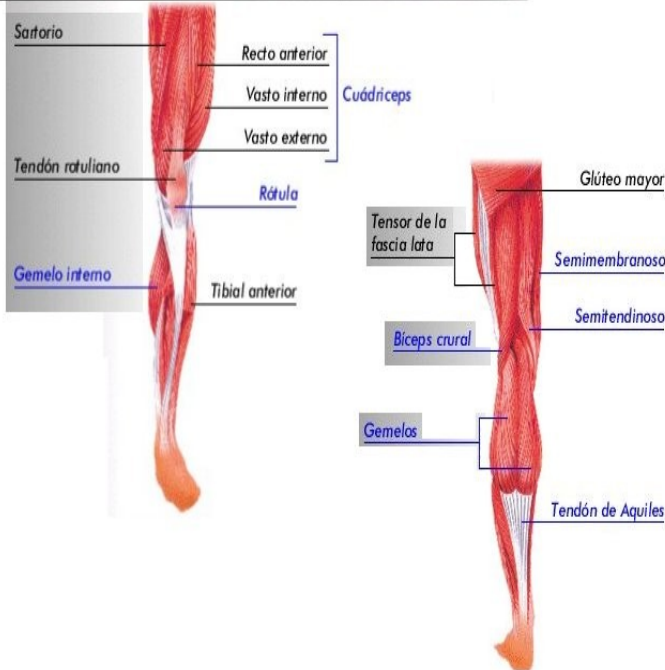 Sartorio
Recto anterior
Vasto interno
Cuádriceps
Vasto externo
Tendón rotuliano
Rótula
Gemelo interno
Tibial anterior
Glúteo mayor
Tensor de la
fascia lata
Semimembranoso
Semitendinoso
Bíceps crural
Gemelos
Tendón de Aquiles